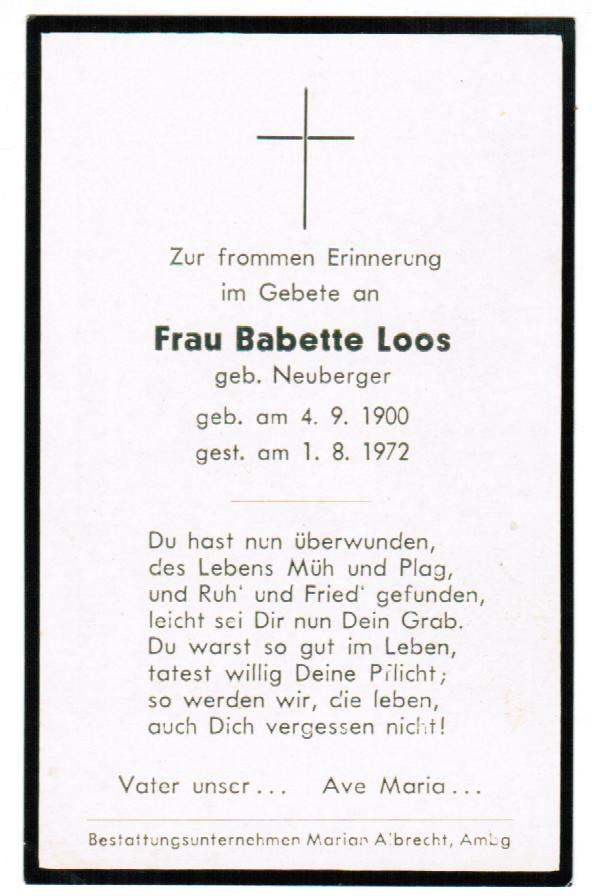 Zur frommen Erinnerung
im Gebete an
Frau Babette Loos
geb. Neuberger
geb. am 4. 9. 1900
gest. am 1. 8. 1972
Du hast nun überwunden,
des Lebens Müh und Plag,
und Ruh' und Fried' gefunden,
leicht sei Dir nun Dein Grab.
Du warst so gut im Leben,
tatest willig Deine Pflicht;
so werden wir, die leben,
auch Dich vergessen nicht!
Vater unser... Ave Maria...
Bestattungsunternehmen Marian Albrecht, Ambg